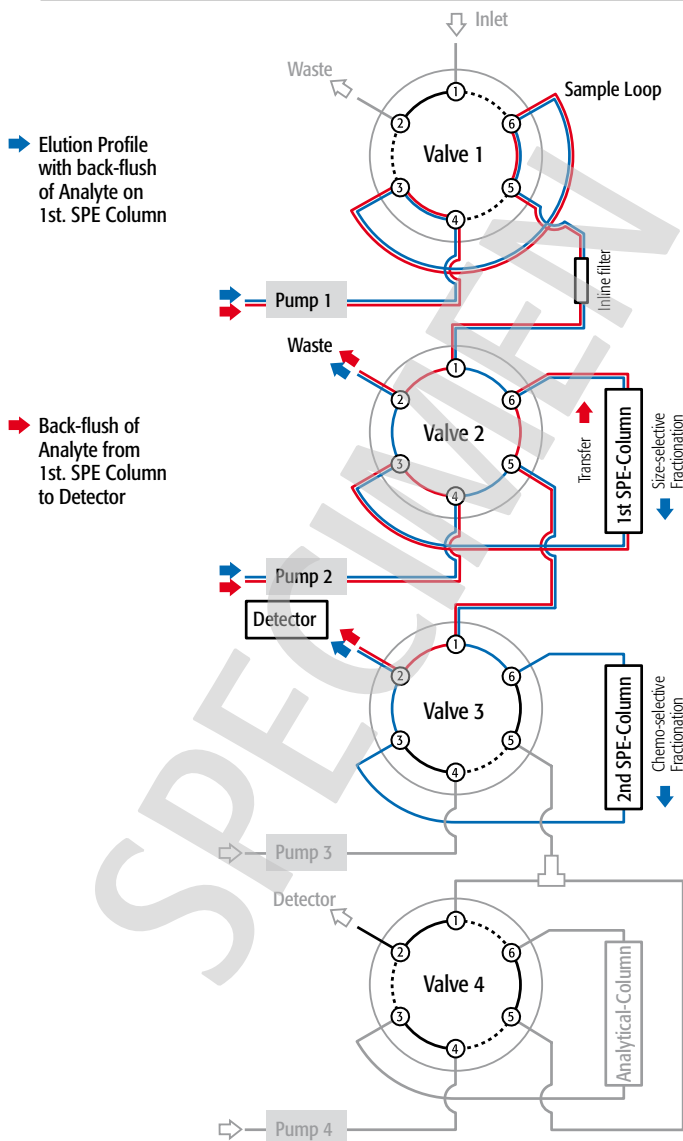 Inlet
Waste
1
2
3
4
5
6
Valve 1
Sample Loop
Elution Profile
with back-flush
of Analyte on
1st. SPE Column
Inline filter
Pump 1
Waste
1
2
3
4
5
6
Valve 2
Transfer
1st SPE-Column
Size-selective
Fractionation
Back-flush of
Analyte from
1st. SPE Column
to Detector
Pump 2
Detector
1
2
3
4
5
6
Valve 3
2nd SPE-Column
Chemo-selective
Fractionation
Pump 3
Detector
1
2
3
4
5
6
Valve 4
Analytical-Column
Pump 4
SPECIMEN